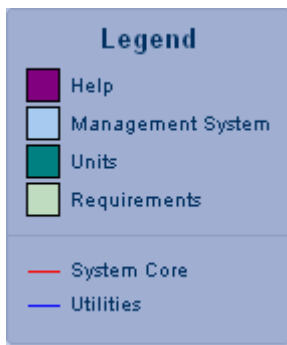 Legend
Help
Management System
Units
Requirements
System Core
Utilities